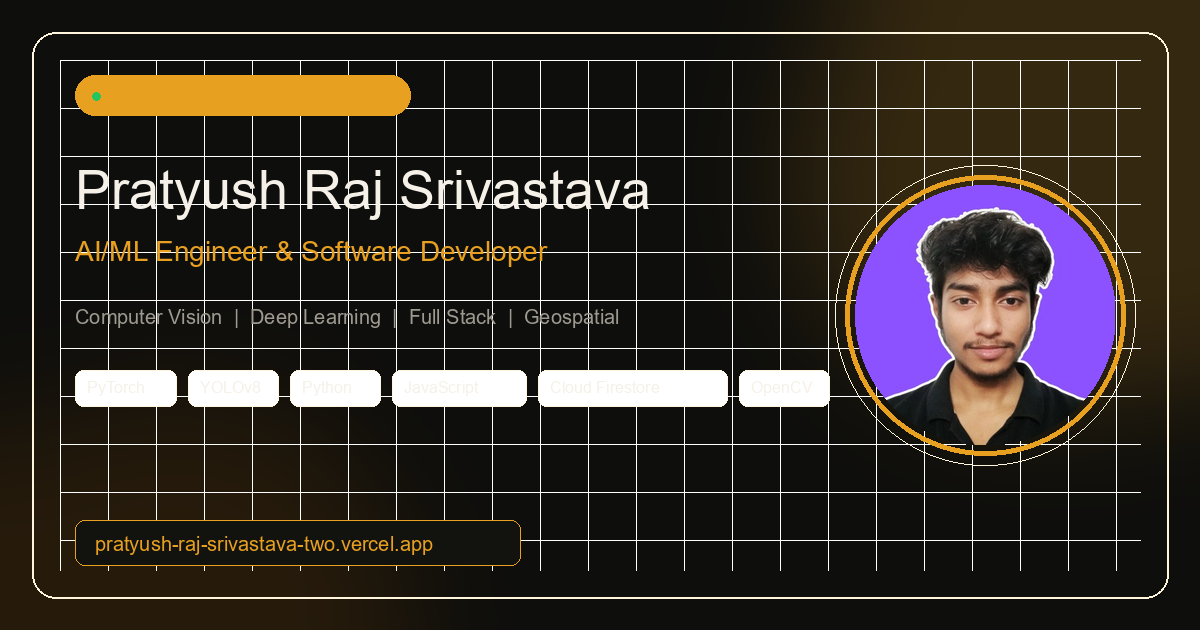 Pratyush Raj Srivastava
AI/ML Engineer & Software Developer
Computer Vision | Deep Learning | Full Stack | Geospatial
PyTorch YOLOv8 Python JavaScript Cloud Firestore OpenCV
pratyush-raj-srivastava-two.vercel.app